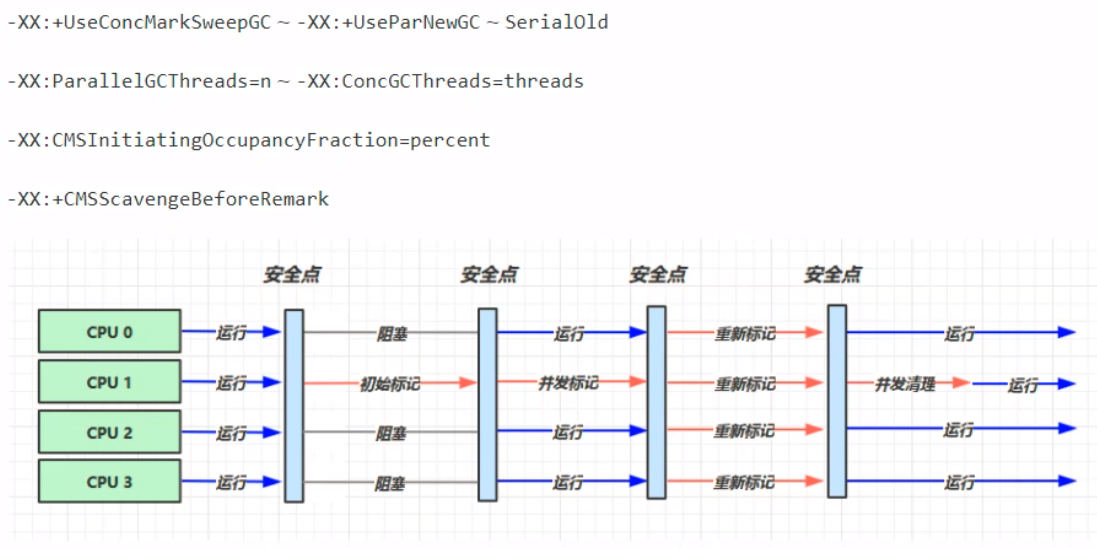 -XX:+UseConcMarkSweepGC ~ -XX:+UseParNewGC ~ SerialOld
-XX:ParallelGCThreads=n ~ -XX:ConcGCThreads=threads
-XX:CMSInitiatingOccupancyFraction=percent
-XX:+CMSScavengeBeforeRemark
安全点 安全点 安全点 安全点
CPU 0 运行 阻塞 运行 重新标记 运行
CPU 1 运行 初始标记 并发标记 重新标记 并发清理 运行
CPU 2 运行 阻塞 运行 重新标记 运行
CPU 3 运行 阻塞 运行 重新标记 运行